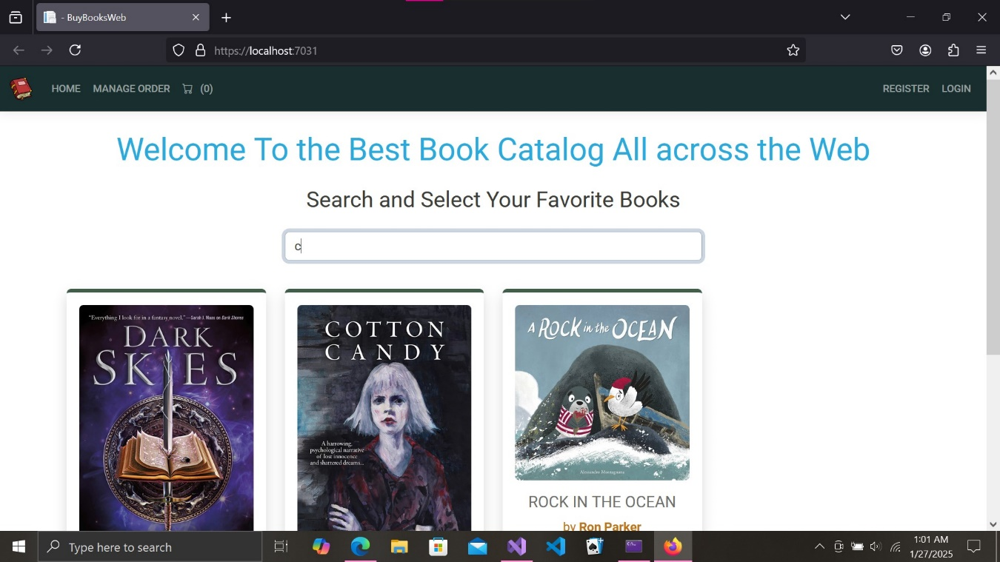 - BuyBooksWeb
https://localhost:7031
HOME MANAGE ORDER (0) REGISTER LOGIN
Welcome To the Best Book Catalog All across the Web
Search and Select Your Favorite Books
c
"Everything I look for in a fantasy novel." —Sarah J. Maas on Dark Shores
DARK
SKIES
COTTON
CANDY
A harrowing,
psychological narrative
of lost innocence
and shattered dreams...
A ROCK in the OCEAN
Alessandro Montagnana
ROCK IN THE OCEAN
by Ron Parker
Type here to search
1:01 AM
1/27/2025